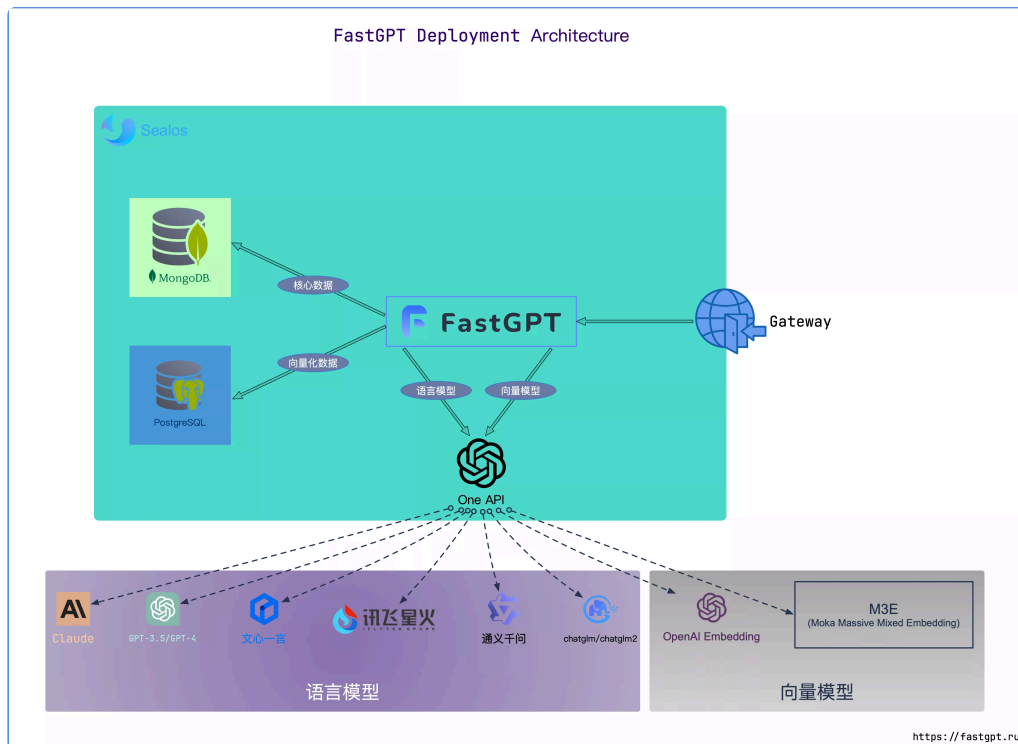 FastGPT Deployment Architecture
Sealos
MongoDB.
核心数据
FastGPT
Gateway
向量化数据
PostgreSQL
语言模型
向量模型
One API
Claude
GPT-3.5/GPT-4
文心一言
讯飞星火
IFLYTEK SPARK
通义千问
chatglm/chatglm2
OpenAI Embedding
M3E
(Moka Massive Mixed Embedding)
语言模型
向量模型
https://fastgpt.ru